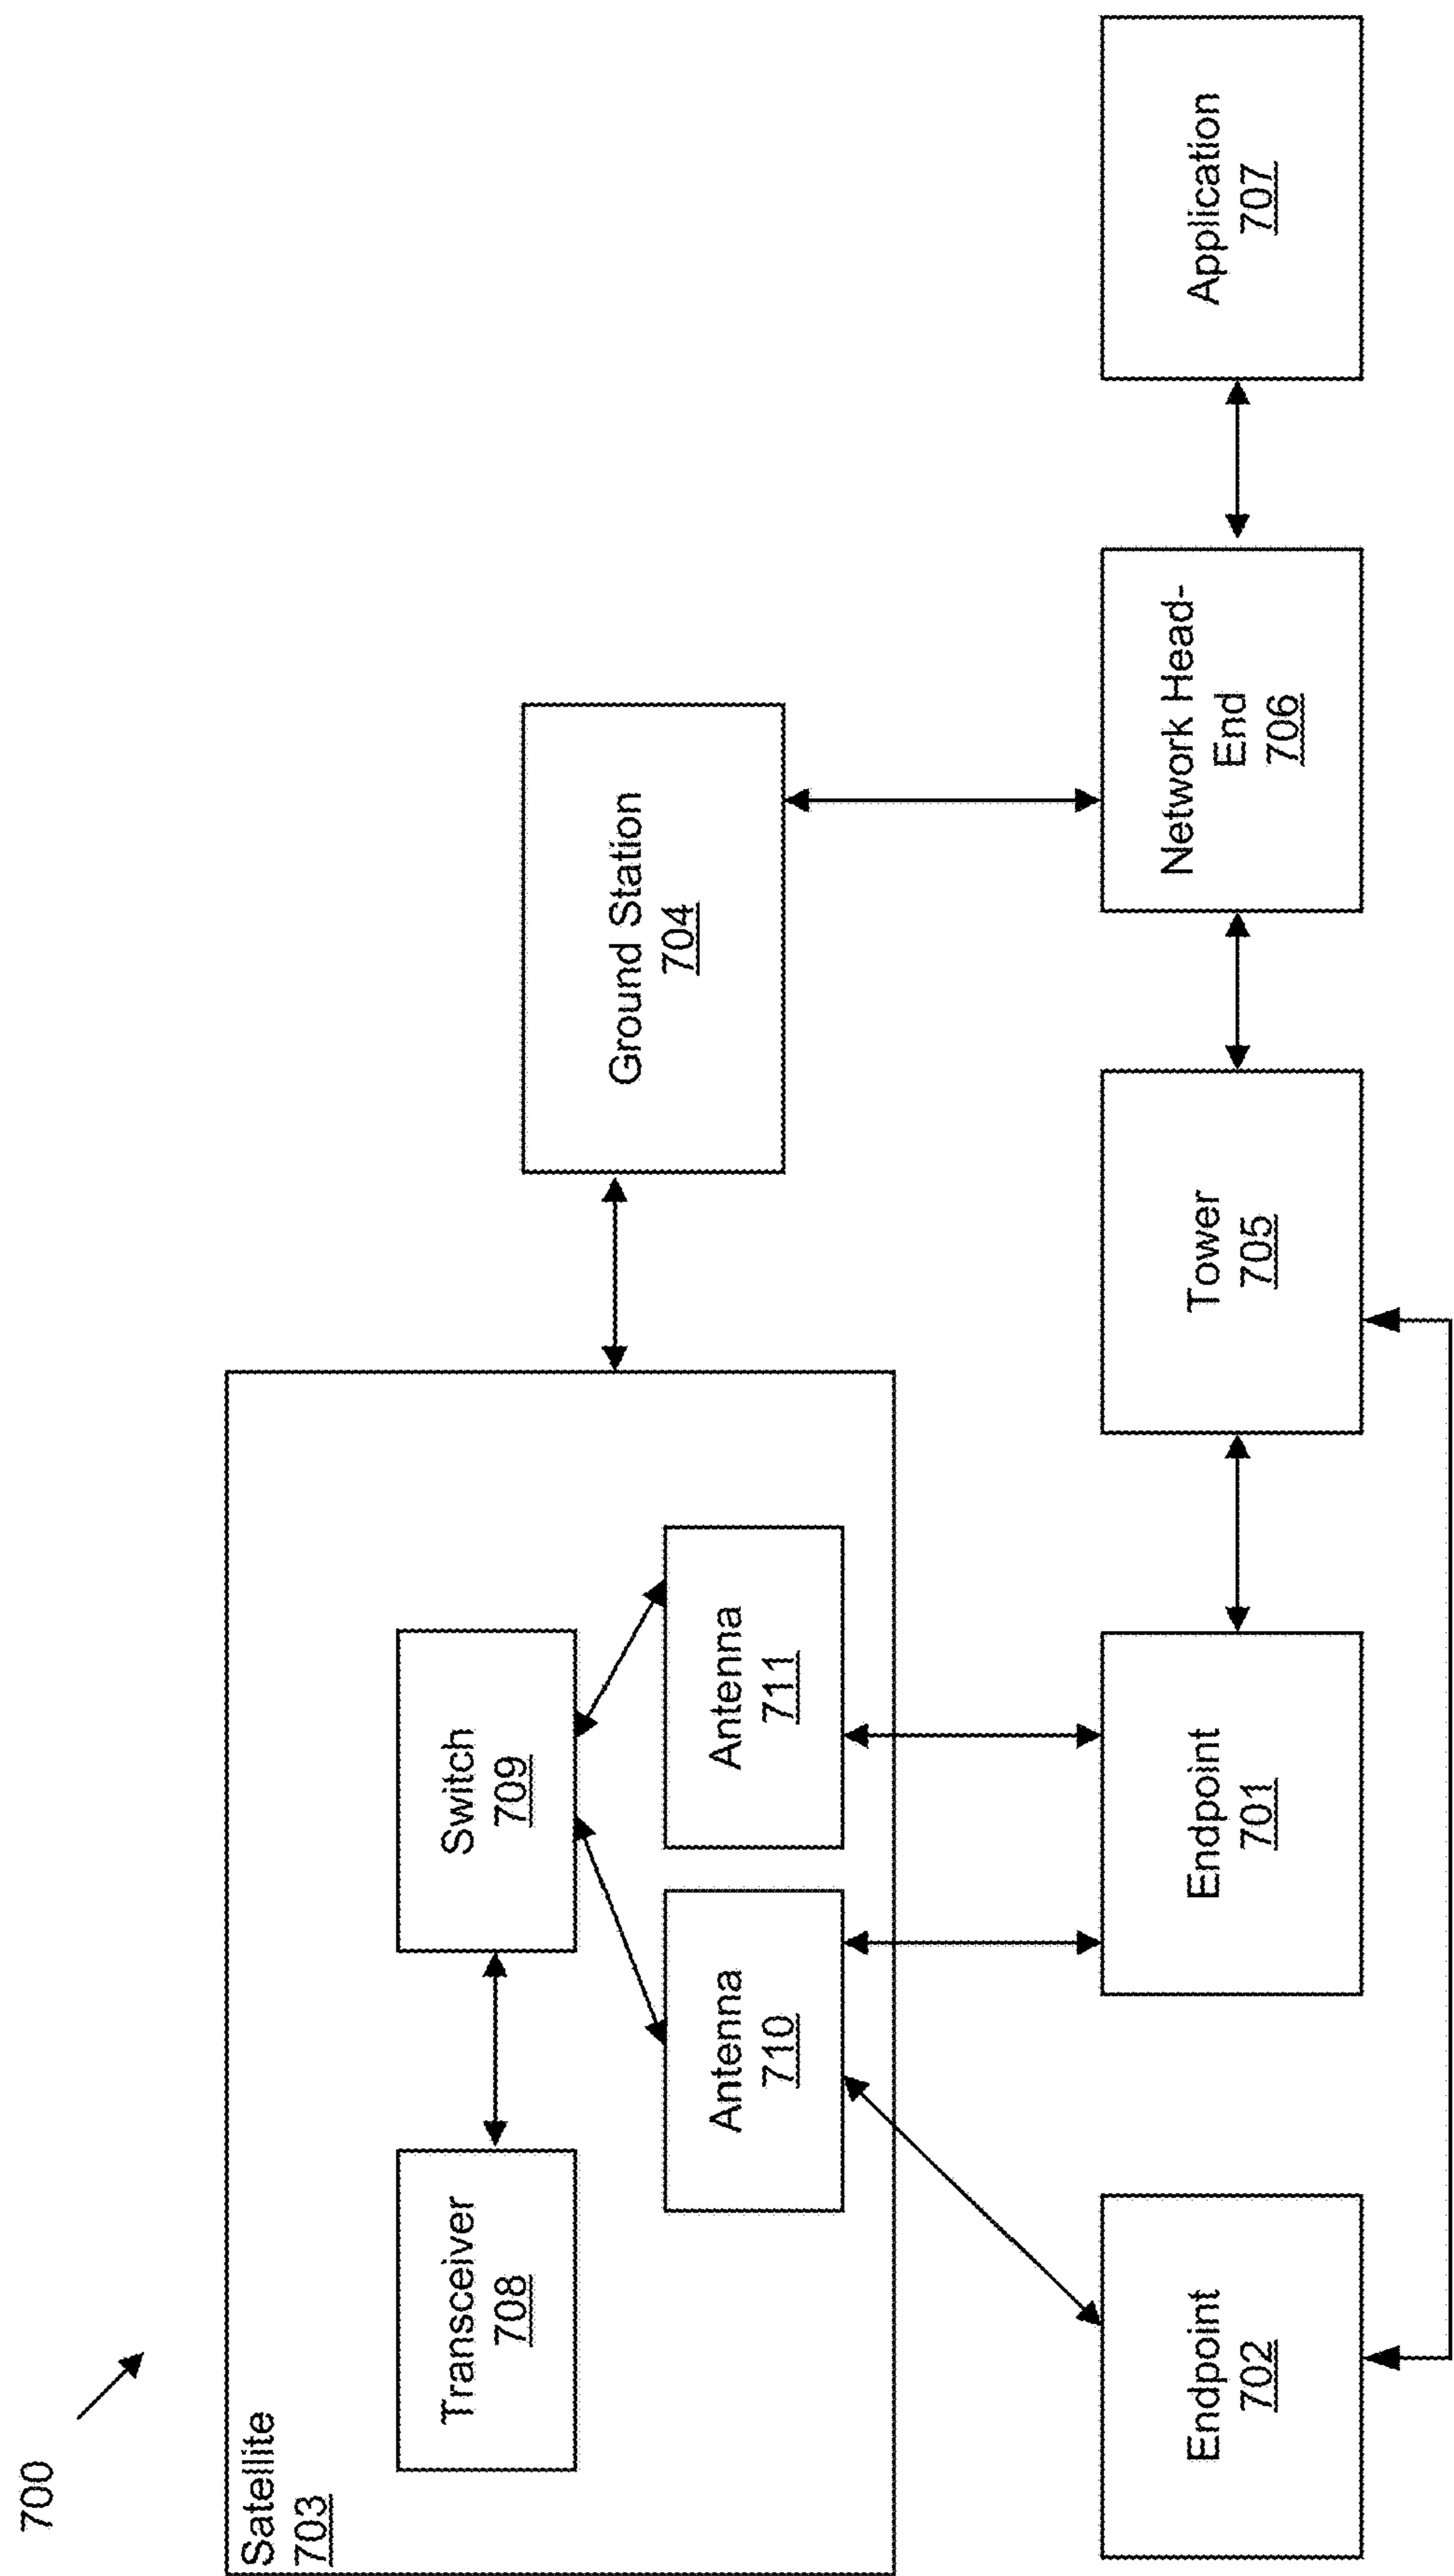 700
Satellite
703
Transceiver
708
Switch
709
Antenna
710
Antenna
711
Ground Station
704
Endpoint
702
Endpoint
701
Tower
705
Network Head-
End
706
Application
707